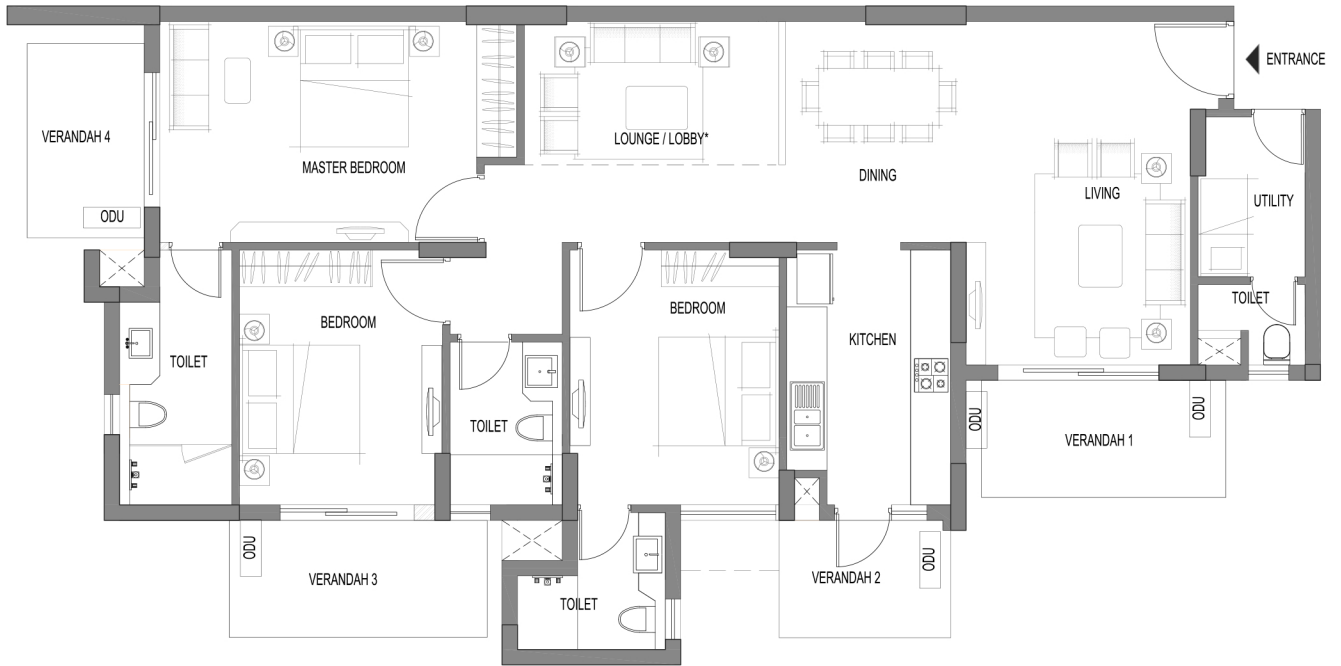 ENTRANCE
VERANDAH 4
LOUNGE / LOBBY*
MASTER BEDROOM
DINING
LIVING
UTILITY
ODU
TOILET
BEDROOM
BEDROOM
KITCHEN
TOILET
ODU
ODU
TOILET
VERANDAH 1
ODU
ODU
VERANDAH 3
VERANDAH 2
TOILET